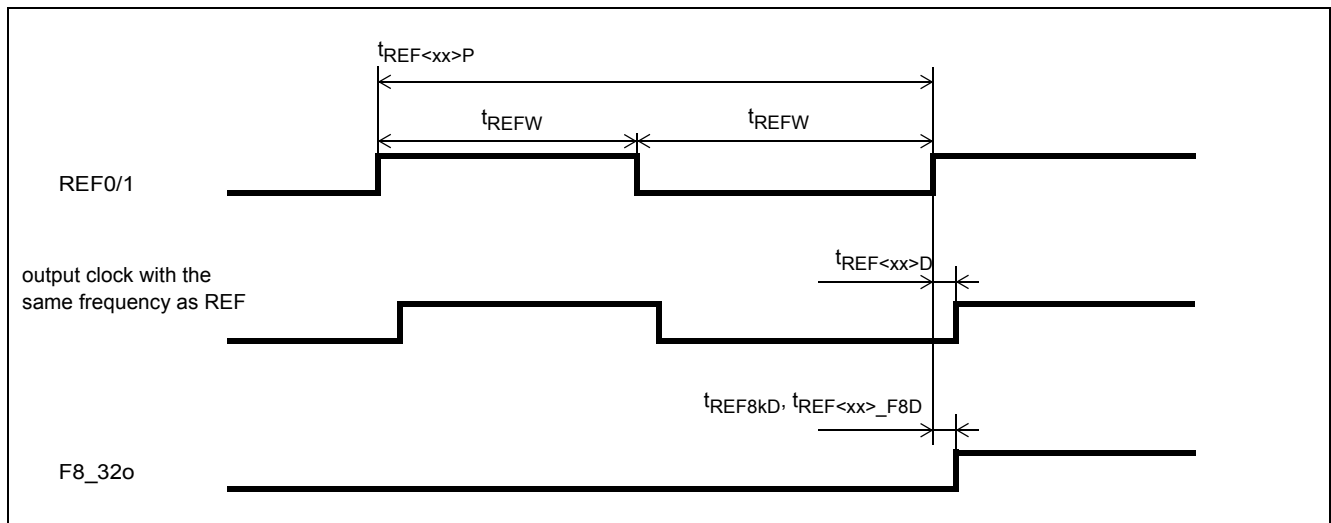 tREF<xx>P
tREFW tREFW
REF0/1
tREF<xx>D
output clock with the
same frequency as REF
tREF8kD, tREF<xx>_F8D
F8_32o